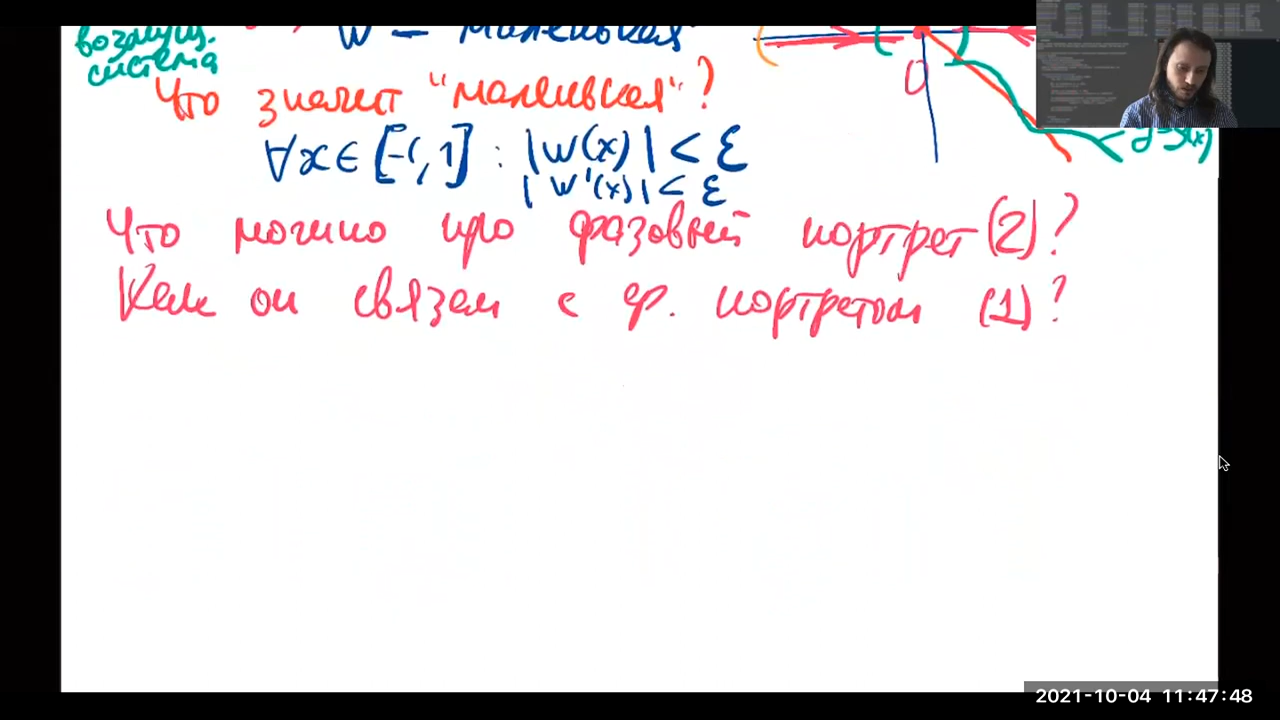 возмущ. w — маленькая
система
Что значит "маленькая"?
∀x∈[-1, 1] : |w(x)| < ε
|w'(x)| < ε
Что можно про фазовый портрет (2)?
Как он связан с ф. портретом (1)?
0
2021-10-04 11:47:48